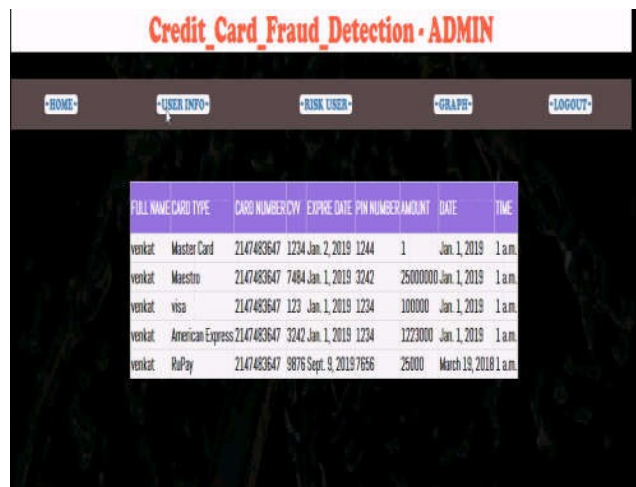 Credit_Card_Fraud_Detection - ADMIN
-HOME- -USER INFO- -RISK USER- -GRAPH- -LOGOUT-
FULL NAME CARD TYPE CARD NUMBER CVV EXPIRE DATE PIN NUMBER AMOUNT DATE TIME
venkat Master Card 2147483647 1234 Jan. 2, 2019 1244 1 Jan. 1, 2019 1 a.m.
venkat Maestro 2147483647 7484 Jan. 1, 2019 3242 25000000 Jan. 1, 2019 1 a.m.
venkat visa 2147483647 123 Jan. 1, 2019 1234 100000 Jan. 1, 2019 1 a.m.
venkat American Express 2147483647 3242 Jan. 1, 2019 1234 1223000 Jan. 1, 2019 1 a.m.
venkat RuPay 2147483647 9876 Sept. 9, 2019 7656 25000 March 19, 2018 1 a.m.